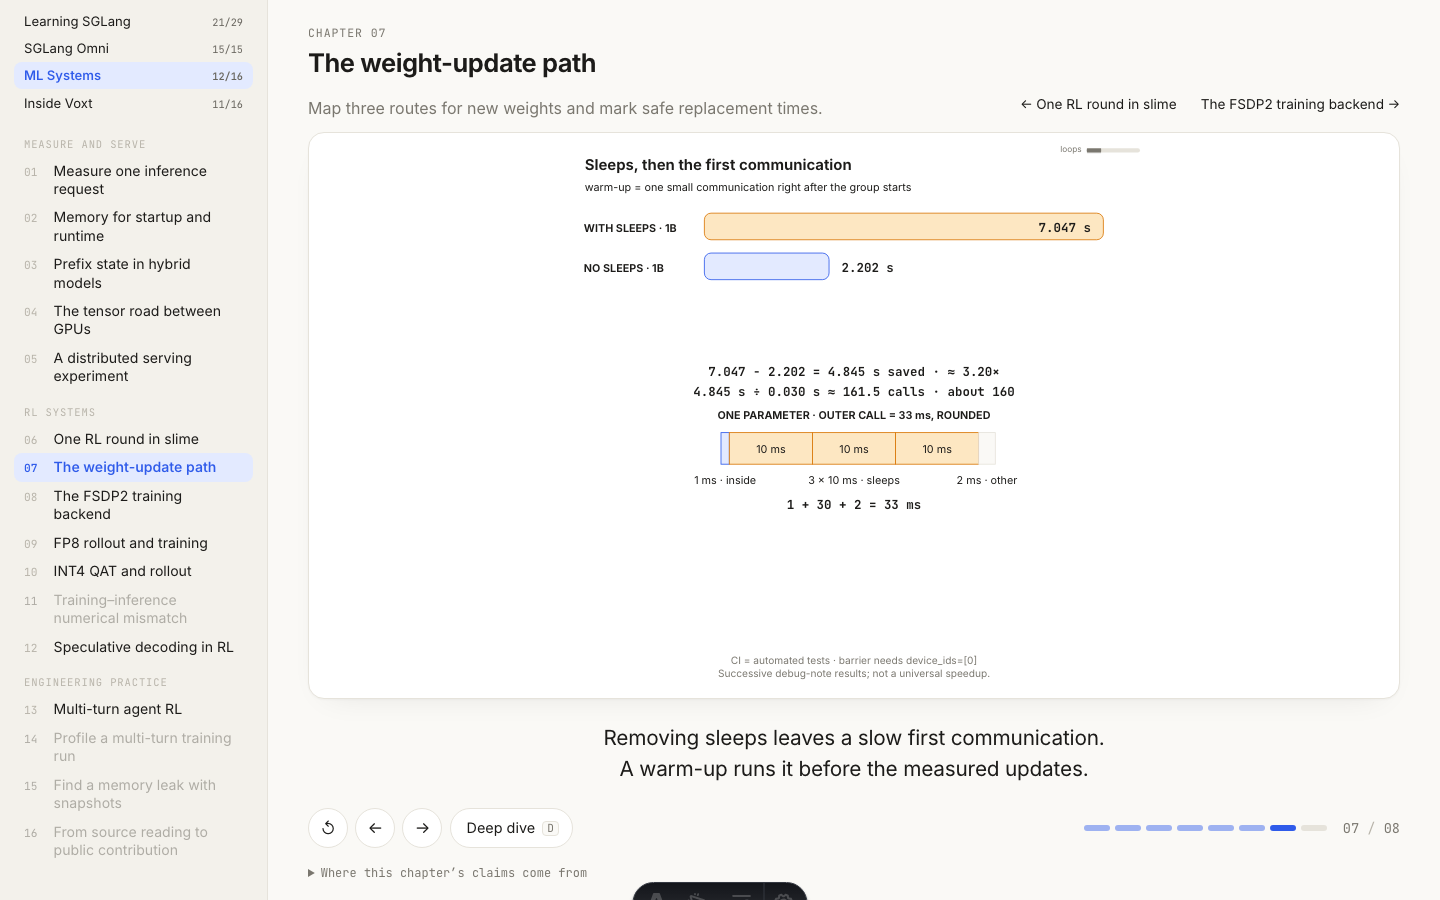 Learning SGLang 21/29
SGLang Omni 15/15
ML Systems 12/16
Inside Voxt 11/16
MEASURE AND SERVE
01 Measure one inference
request
02 Memory for startup and
runtime
03 Prefix state in hybrid
models
04 The tensor road between
GPUs
05 A distributed serving
experiment
RL SYSTEMS
06 One RL round in slime
07 The weight-update path
08 The FSDP2 training
backend
09 FP8 rollout and training
10 INT4 QAT and rollout
11 Training–inference
numerical mismatch
12 Speculative decoding in RL
ENGINEERING PRACTICE
13 Multi-turn agent RL
14 Profile a multi-turn training
run
15 Find a memory leak with
snapshots
16 From source reading to
public contribution
CHAPTER 07
The weight-update path
Map three routes for new weights and mark safe replacement times.
← One RL round in slime The FSDP2 training backend →
loops
Sleeps, then the first communication
warm-up = one small communication right after the group starts
WITH SLEEPS · 1B 7.047 s
NO SLEEPS · 1B 2.202 s
7.047 − 2.202 = 4.845 s saved · ≈ 3.20×
4.845 s ÷ 0.030 s ≈ 161.5 calls · about 160
ONE PARAMETER · OUTER CALL = 33 ms, ROUNDED
10 ms 10 ms 10 ms
1 ms · inside 3 × 10 ms · sleeps 2 ms · other
1 + 30 + 2 = 33 ms
CI = automated tests · barrier needs device_ids=[0]
Successive debug-note results; not a universal speedup.
Removing sleeps leaves a slow first communication.
A warm-up runs it before the measured updates.
Deep dive D
07 / 08
▶ Where this chapter's claims come from